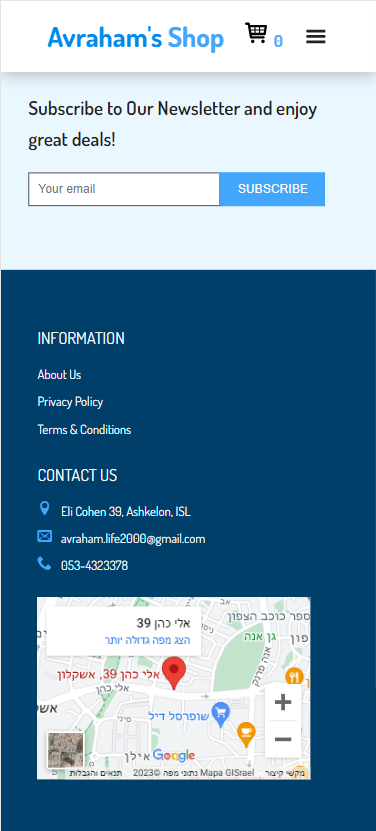 Avraham's Shop 0
Subscribe to Our Newsletter and enjoy
great deals!
Your email SUBSCRIBE
INFORMATION
About Us
Privacy Policy
Terms & Conditions
CONTACT US
Eli Cohen 39, Ashkelon, ISL
avraham.life2000@gmail.com
053-4323378
ספר כוכב הצפון
אלי כהן 39
הצג מפה גדולה יותר
גן אנה
אנה פרנק
אלי כהן 39, אשקלון
אלי כהן
שופרסל דיל
סיני
אילן
Google
מקשי קיצור
נתוני מפה ©2023 Mapa GISrael
תנאים והגבלות